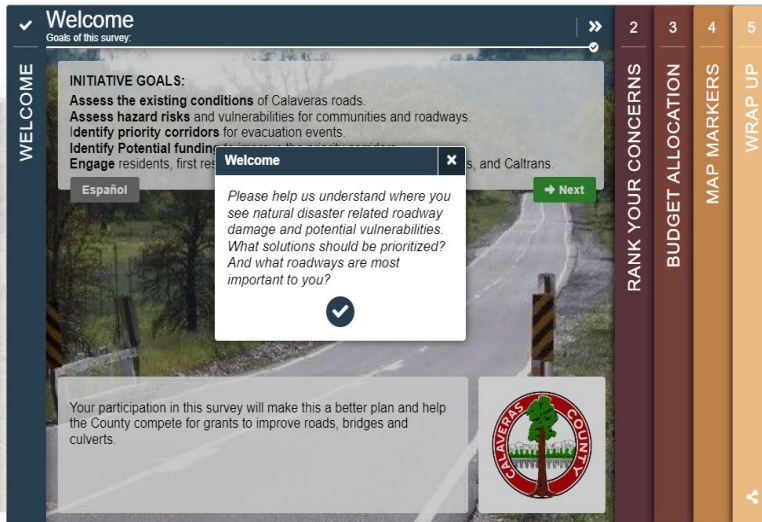 Welcome
Goals of this survey:
WELCOME
INITIATIVE GOALS:
Assess the existing conditions of Calaveras roads.
Assess hazard risks and vulnerabilities for communities and roadways.
Identify priority corridors for evacuation events.
Identify Potential funding
Engage residents, first res
s, and Caltrans.
Español
Next
Welcome
Please help us understand where you
see natural disaster related roadway
damage and potential vulnerabilities.
What solutions should be prioritized?
And what roadways are most
important to you?
Your participation in this survey will make this a better plan and help
the County compete for grants to improve roads, bridges and
culverts.
CALAVERAS COUNTY
2
RANK YOUR CONCERNS
3
BUDGET ALLOCATION
4
MAP MARKERS
5
WRAP UP